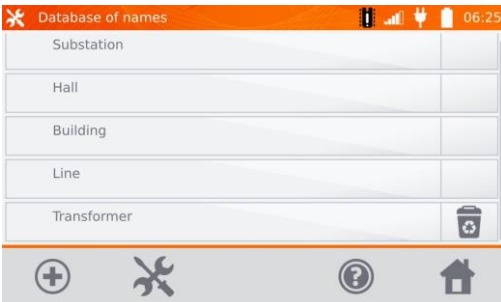 Database of names
06:25
Substation
Hall
Building
Line
Transformer